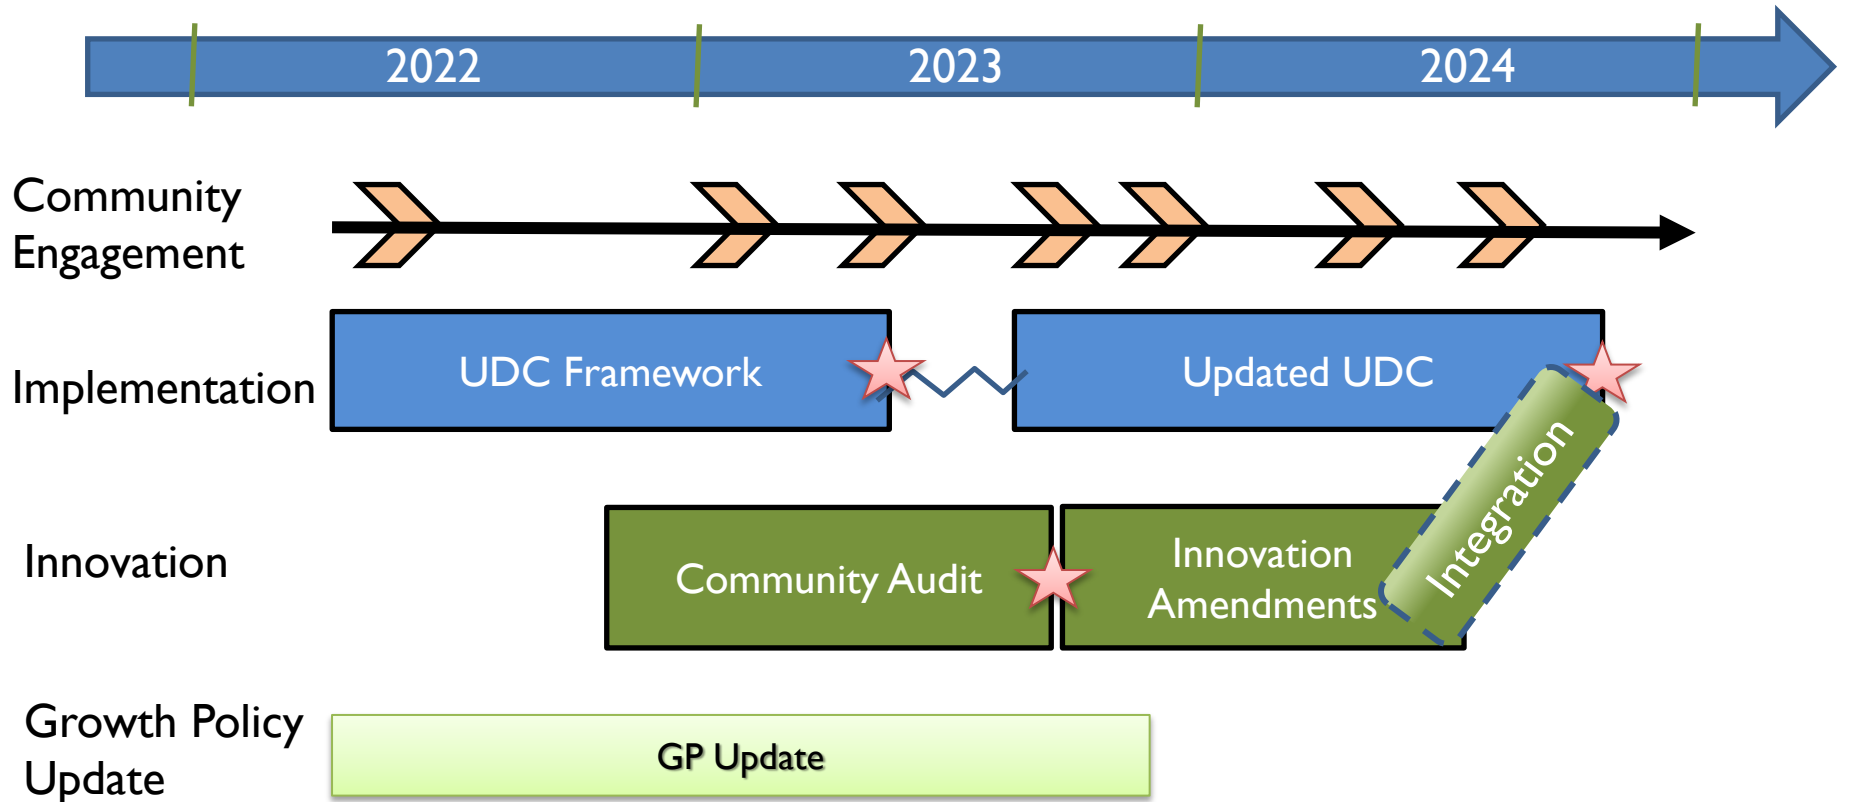 2022
2023
2024
Community
Engagement
Implementation
UDC Framework
Updated UDC
Integration
Innovation
Community Audit
Innovation
Amendments
Growth Policy
Update
GP Update